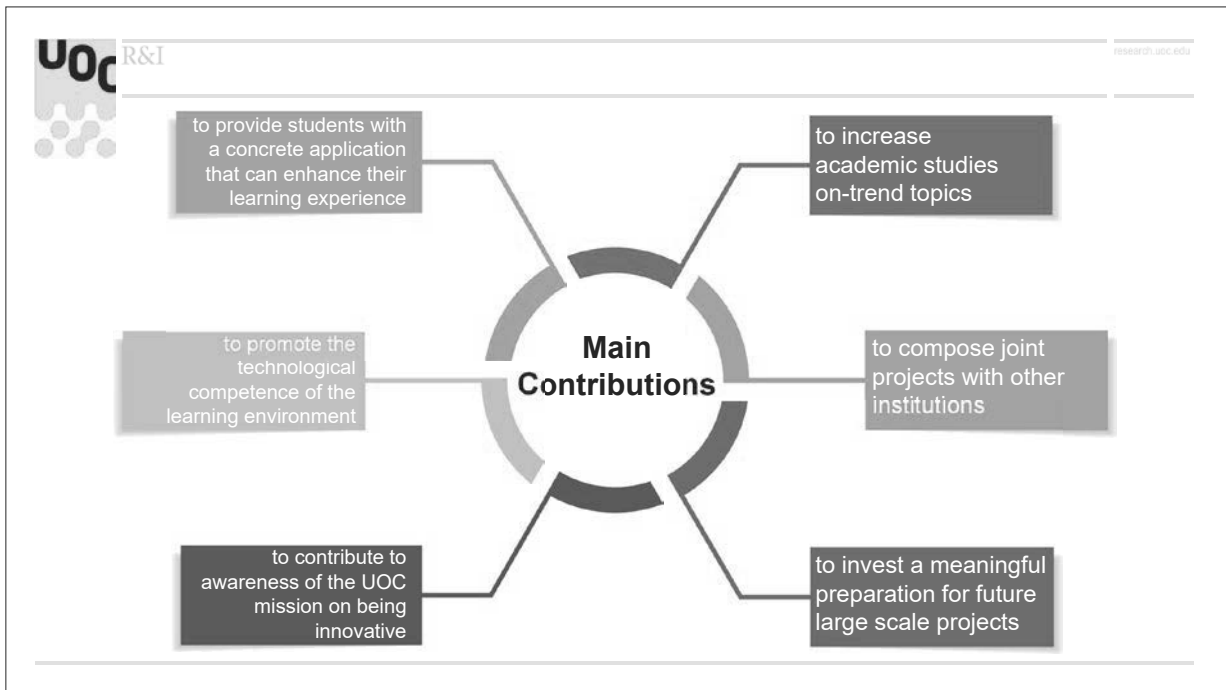 UOC
R&I
research.uoc.edu
to provide students with
a concrete application
that can enhance their
learning experience
to increase
academic studies
on-trend topics
to promote the
technological
competence of the
learning environment
Main
Contributions
to compose joint
projects with other
institutions
to contribute to
awareness of the UOC
mission on being
innovative
to invest a meaningful
preparation for future
large scale projects